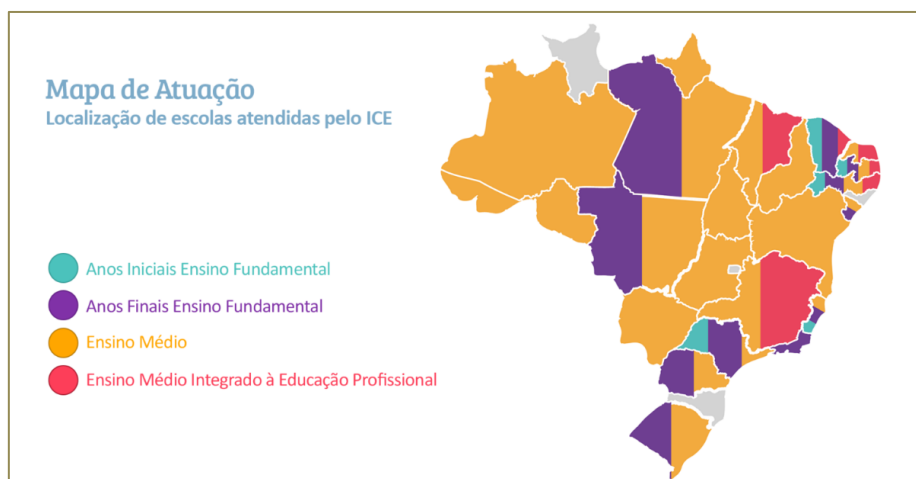 Mapa de Atuação
Localização de escolas atendidas pelo ICE
Anos Iniciais Ensino Fundamental
Anos Finais Ensino Fundamental
Ensino Médio
Ensino Médio Integrado à Educação Profissional